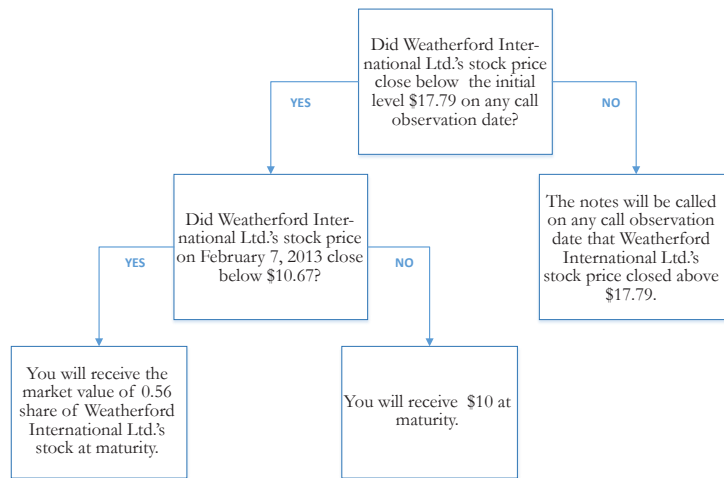 Did Weatherford Inter-
national Ltd.'s stock price
close below the initial
level $17.79 on any call
observation date?
YES
NO
Did Weatherford Inter-
national Ltd.'s stock price
on February 7, 2013 close
below $10.67?
The notes will be called
on any call observation
date that Weatherford
International Ltd.'s
stock price closed above
$17.79.
YES
NO
You will receive the
market value of 0.56
share of Weatherford
International Ltd.'s
stock at maturity.
You will receive $10 at
maturity.